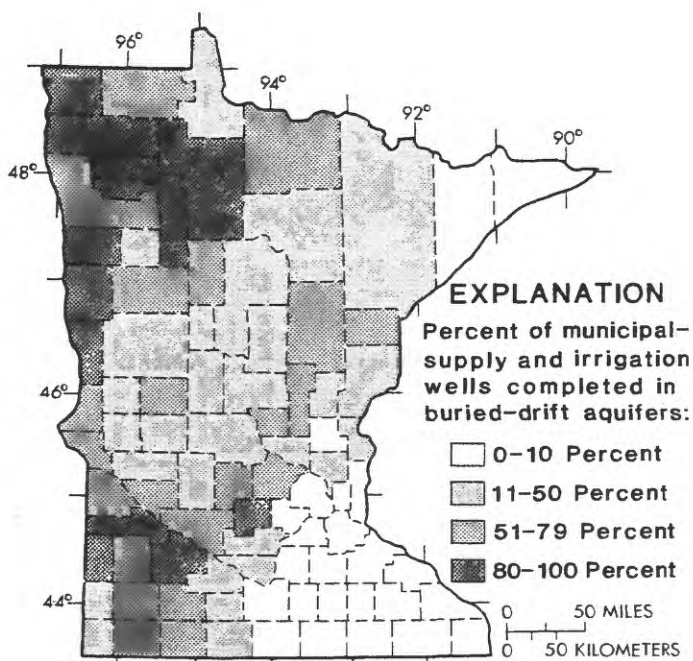 96°
94°
92°
90°
48°
46°
44°
EXPLANATION
Percent of municipal-
supply and irrigation
wells completed in
buried-drift aquifers:
0-10 Percent
11-50 Percent
51-79 Percent
80-100 Percent
0 50 MILES
0 50 KILOMETERS